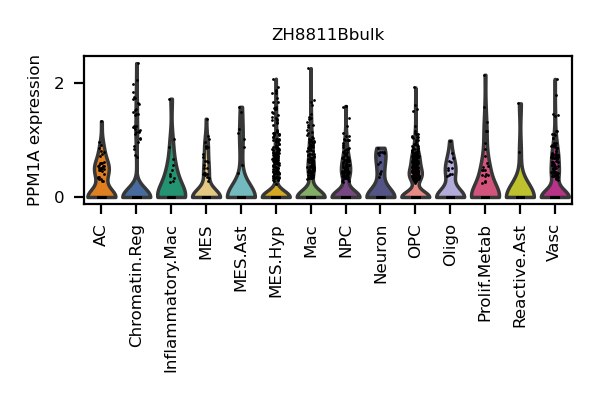 ZH8811Bbulk
PPM1A expression
2
0
AC
Chromatin.Reg
Inflammatory.Mac
MES
MES.Ast
MES.Hyp
Mac
NPC
Neuron
OPC
Oligo
Prolif.Metab
Reactive.Ast
Vasc